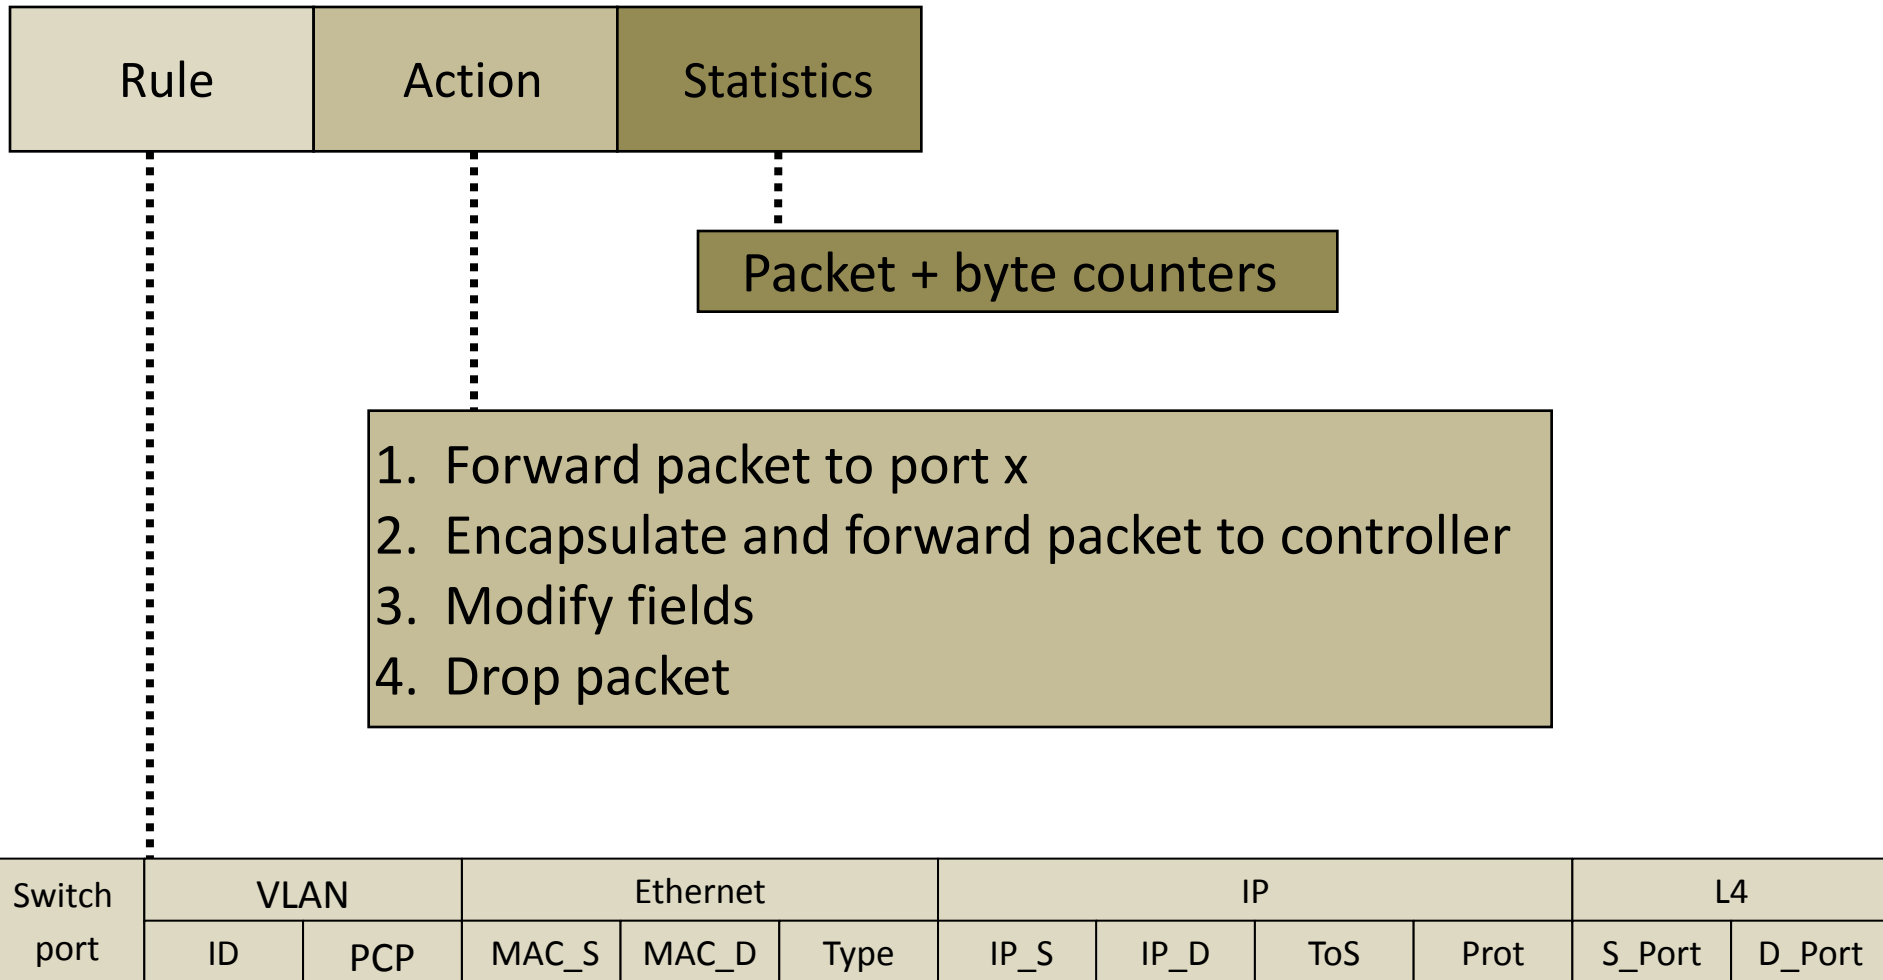 Rule Action Statistics
Packet + byte counters
1. Forward packet to port x
2. Encapsulate and forward packet to controller
3. Modify fields
4. Drop packet
Switch port VLAN Ethernet IP L4
ID PCP MAC_S MAC_D Type IP_S IP_D ToS Prot S_Port D_Port